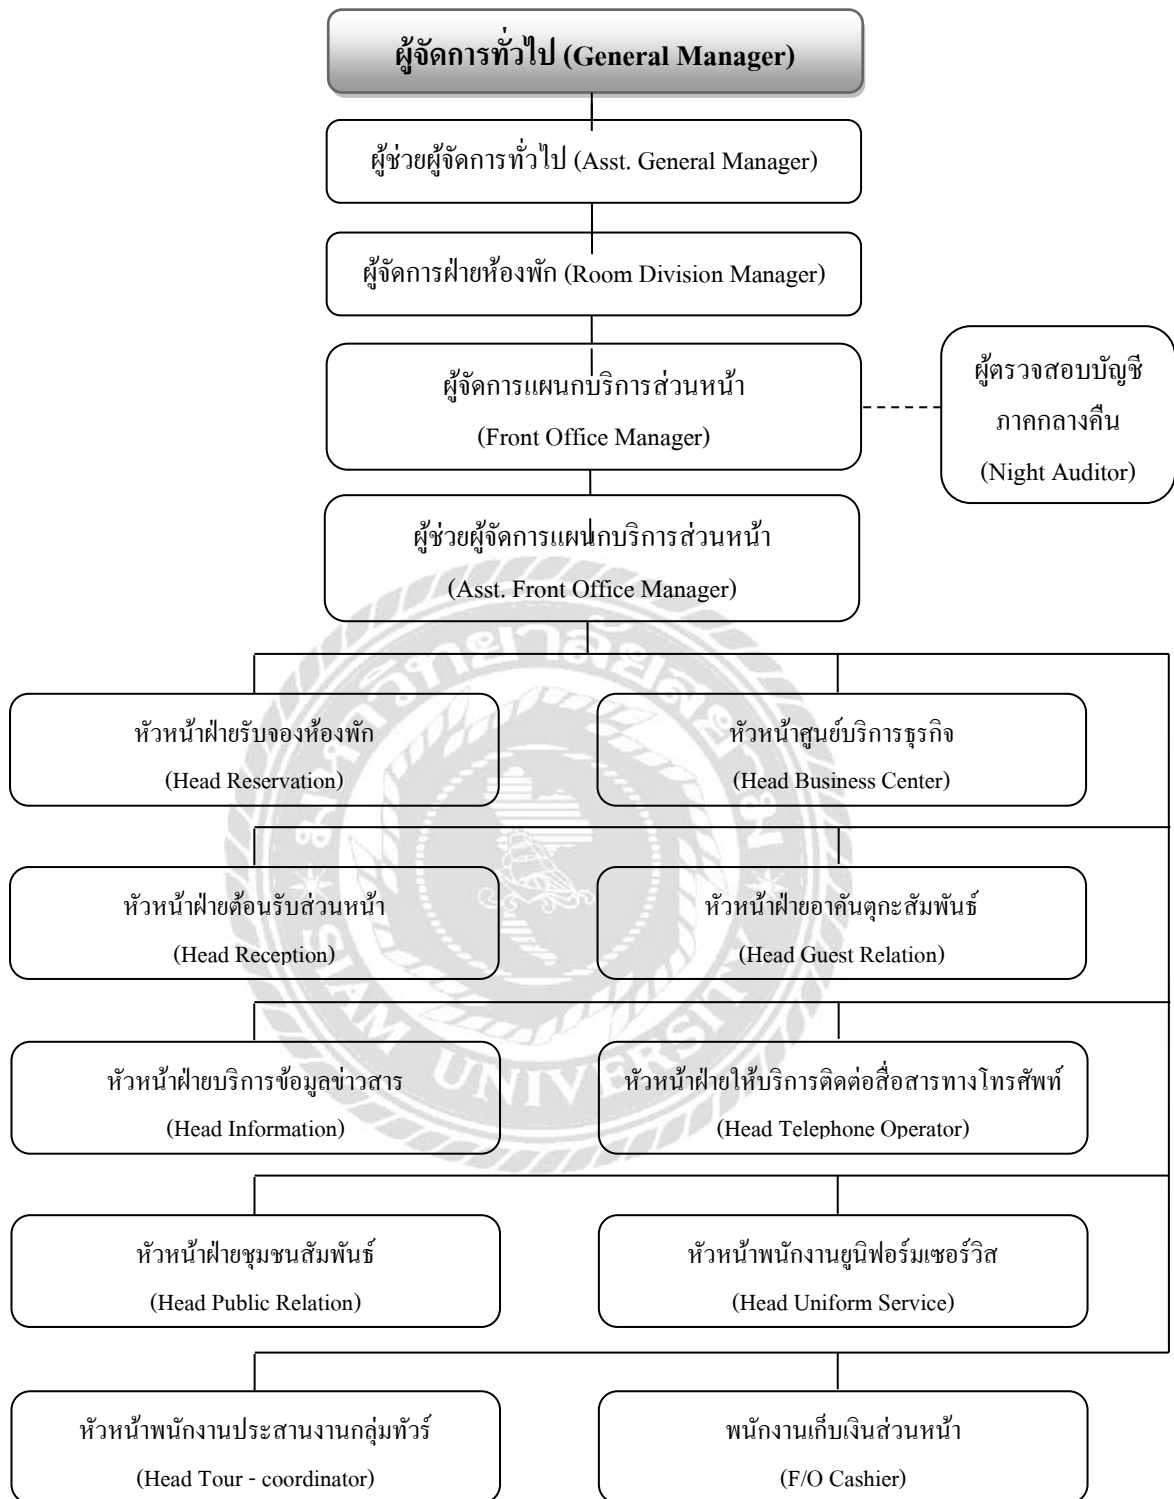 ผู้จัดการทั่วไป (General Manager)
ผู้ช่วยผู้จัดการทั่วไป (Asst. General Manager)
ผู้จัดการฝ่ายห้องพัก (Room Division Manager)
ผู้จัดการแผนกบริการส่วนหน้า
(Front Office Manager)
ผู้ตรวจสอบบัญชี
ภาคกลางคืน
(Night Auditor)
ผู้ช่วยผู้จัดการแผนกบริการส่วนหน้า
(Asst. Front Office Manager)
มหาวิทยาลัยสยาม
SIAM UNIVERSITY
หัวหน้าฝ่ายรับจองห้องพัก
(Head Reservation)
หัวหน้าศูนย์บริการธุรกิจ
(Head Business Center)
หัวหน้าฝ่ายต้อนรับส่วนหน้า
(Head Reception)
หัวหน้าฝ่ายอาคันตุกะสัมพันธ์
(Head Guest Relation)
หัวหน้าฝ่ายบริการข้อมูลข่าวสาร
(Head Information)
หัวหน้าฝ่ายให้บริการติดต่อสื่อสารทางโทรศัพท์
(Head Telephone Operator)
หัวหน้าฝ่ายชุมชนสัมพันธ์
(Head Public Relation)
หัวหน้าพนักงานยูนิฟอร์มเซอร์วิส
(Head Uniform Service)
หัวหน้าพนักงานประสานงานกลุ่มทัวร์
(Head Tour - coordinator)
พนักงานเก็บเงินส่วนหน้า
(F/O Cashier)